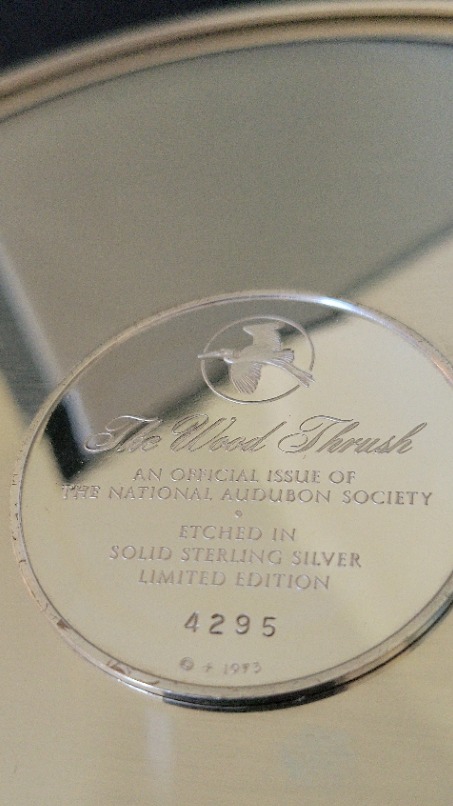 The Wood Thrush
AN OFFICIAL ISSUE OF
THE NATIONAL AUDUBON SOCIETY
ETCHED IN
SOLID STERLING SILVER
LIMITED EDITION
4295
1973